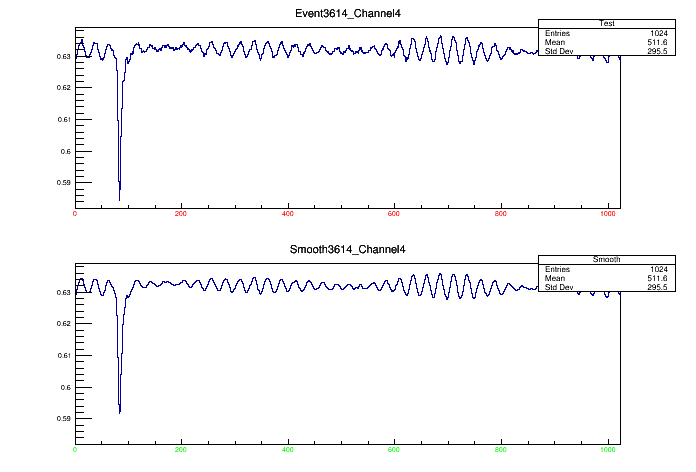 Event3614_Channel4
Test
Entries 1024
Mean 511.6
Std Dev 295.5
0.63
0.62
0.61
0.6
0.59
0 200 400 600 800 1000
Smooth3614_Channel4
Smooth
Entries 1024
Mean 511.6
Std Dev 295.5
0.63
0.62
0.61
0.6
0.59
0 200 400 600 800 1000